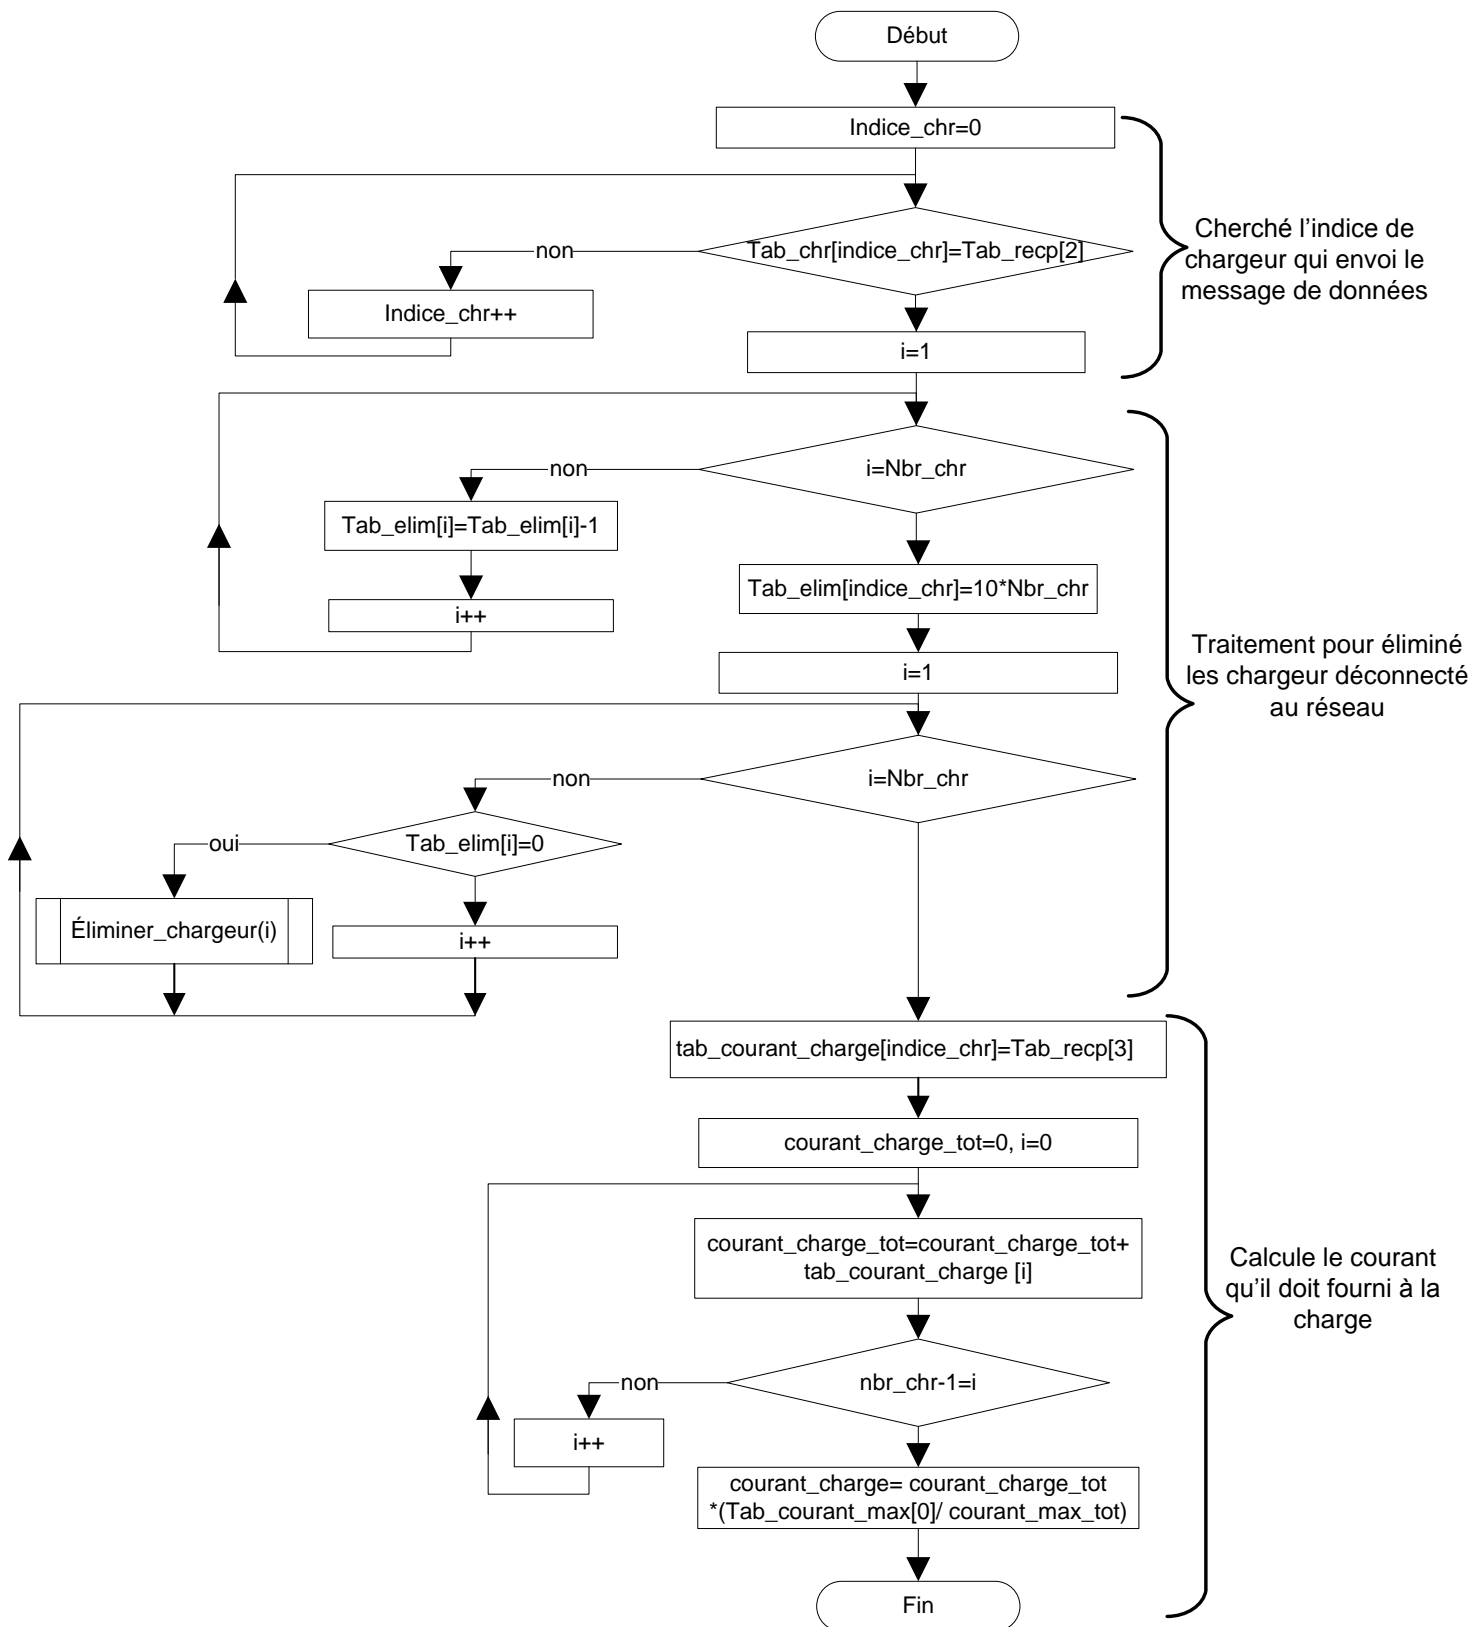 Début
Indice_chr=0
Cherché l'indice de
chargeur qui envoi le
message de données
Tab_chr[indice_chr]=Tab_recp[2]
non
Indice_chr++
i=1
i=Nbr_chr
non
Tab_elim[i]=Tab_elim[i]-1
i++
Tab_elim[indice_chr]=10*Nbr_chr
i=1
Traitement pour éliminé
les chargeur déconnecté
au réseau
i=Nbr_chr
non
Tab_elim[i]=0
oui
Éliminer_chargeur(i)
i++
tab_courant_charge[indice_chr]=Tab_recp[3]
courant_charge_tot=0, i=0
courant_charge_tot=courant_charge_tot+
tab_courant_charge [i]
Calcule le courant
qu'il doit fourni à la
charge
nbr_chr-1=i
non
i++
courant_charge= courant_charge_tot
*(Tab_courant_max[0]/ courant_max_tot)
Fin